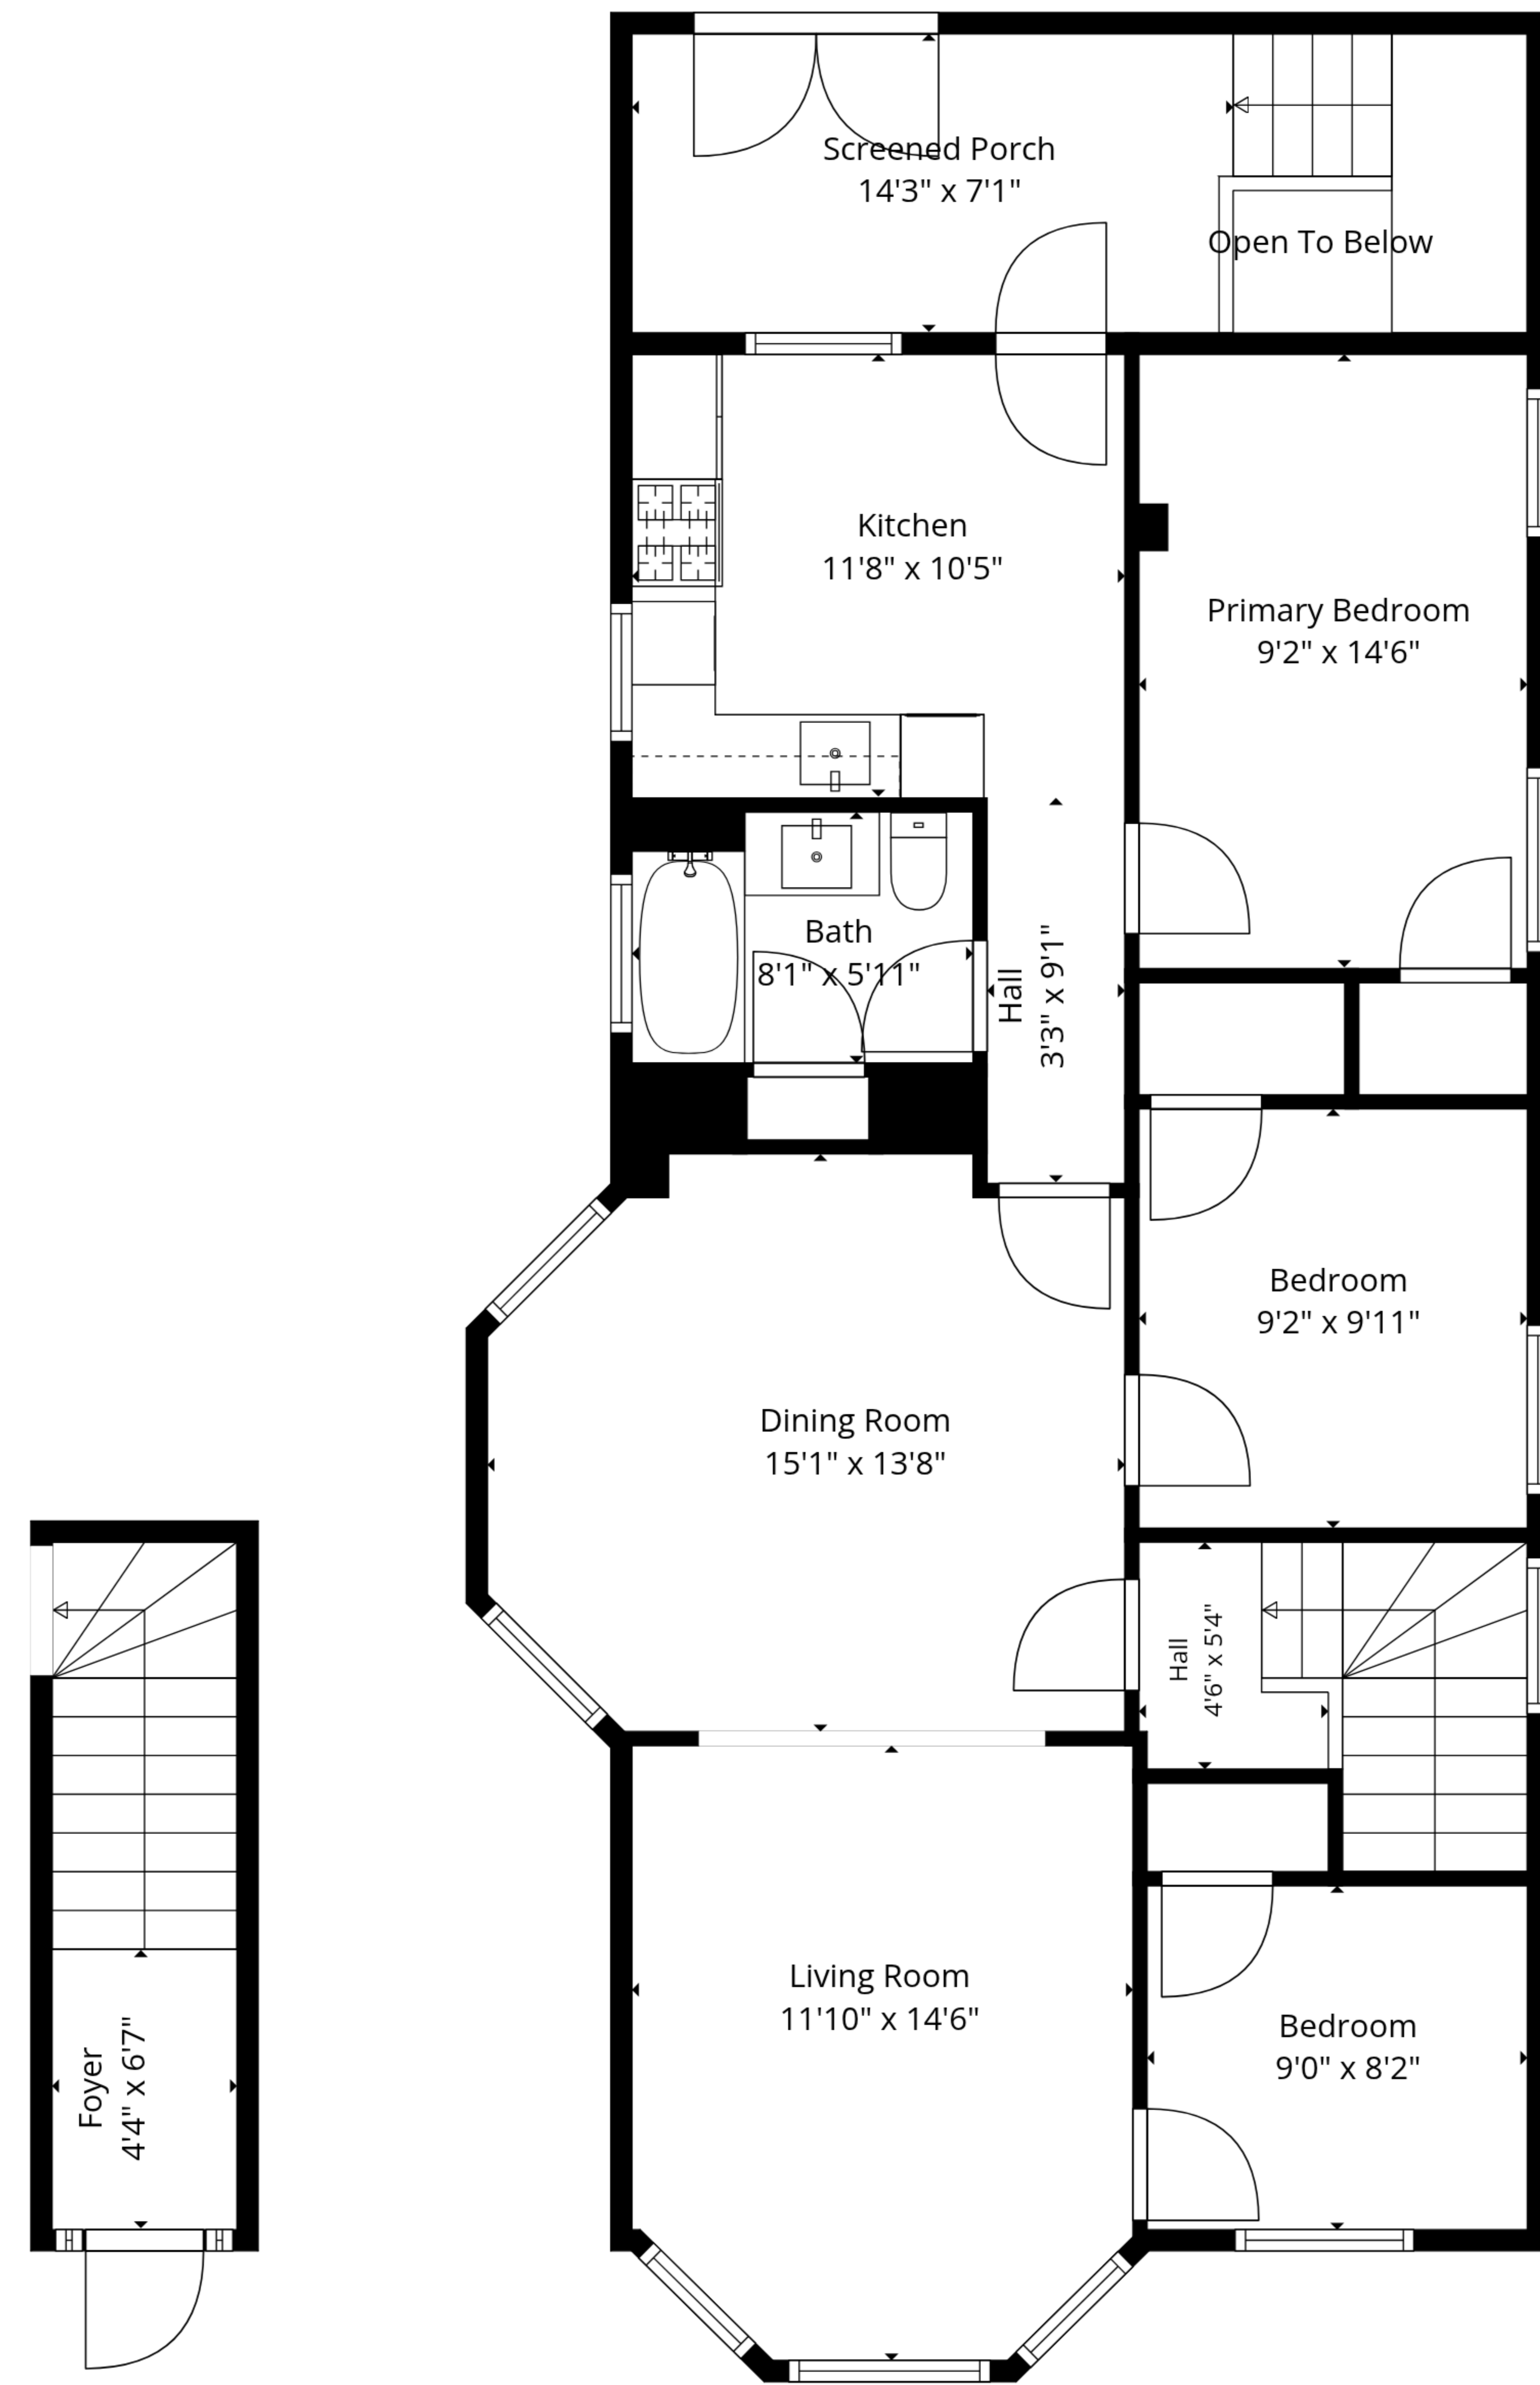 Screened Porch
14'3" x 7'1"
Open To Below
Kitchen
11'8" x 10'5"
Primary Bedroom
9'2" x 14'6"
Bath
8'1" x 5'11"
Hall
3'3" x 9'1"
Bedroom
9'2" x 9'11"
Dining Room
15'1" x 13'8"
Hall
4'6" x 5'4"
Living Room
11'10" x 14'6"
Bedroom
9'0" x 8'2"
Foyer
4'4" x 6'7"